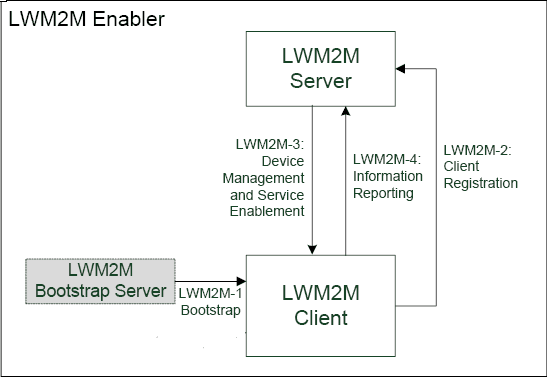 LWM2M Enabler
LWM2M
Server
LWM2M-3:
Device
Management
and Service
Enablement
LWM2M-4:
Information
Reporting
LWM2M-2:
Client
Registration
LWM2M
Bootstrap Server
LWM2M-1
Bootstrap
LWM2M
Client